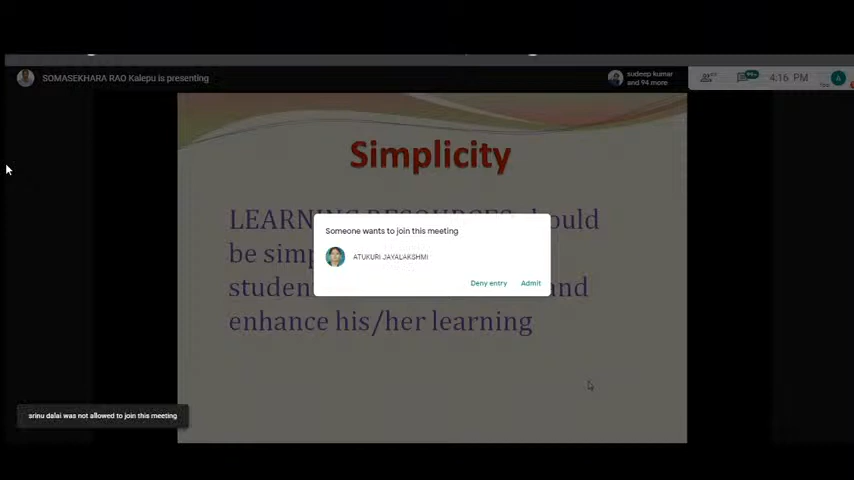 SOMASEKHARA RAO Kalepu is presenting
sudeep kumar
and 94 more
99+
4:16 PM
You
A
Simplicity
LEARNING RESOURCES should
be simp
studen and
enhance his/her learning
Someone wants to join this meeting
ATUKURI JAYALAKSHMI
Deny entry Admit
srinu dalai was not allowed to join this meeting